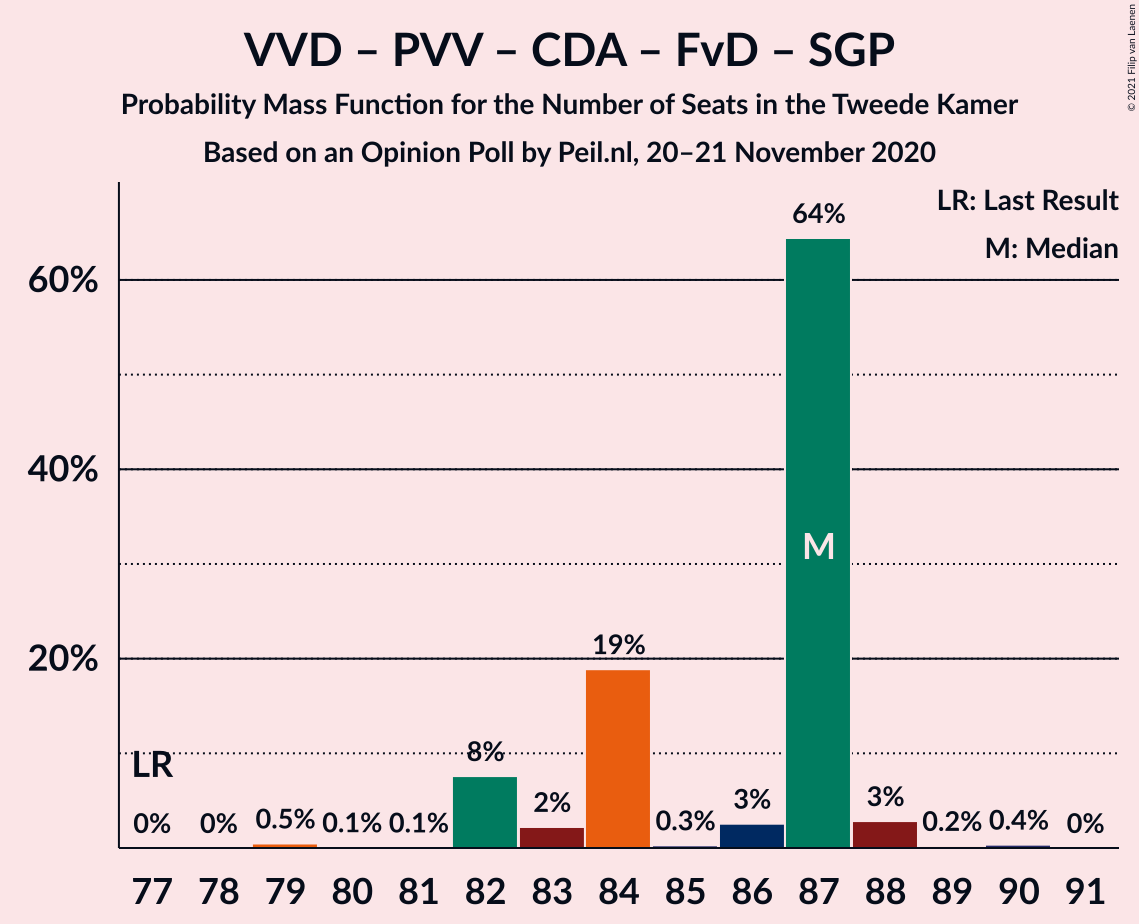 VVD – PVV – CDA – FvD – SGP
Probability Mass Function for the Number of Seats in the Tweede Kamer
Based on an Opinion Poll by Peil.nl, 20–21 November 2020
© 2021 Filip van Laenen
LR: Last Result
M: Median
64%
60%
40%
M
19%
20%
LR
8%
0% 0% 0.5% 0.1% 0.1% 2% 0.3% 3% 3% 0.2% 0.4% 0%
77 78 79 80 81 82 83 84 85 86 87 88 89 90 91